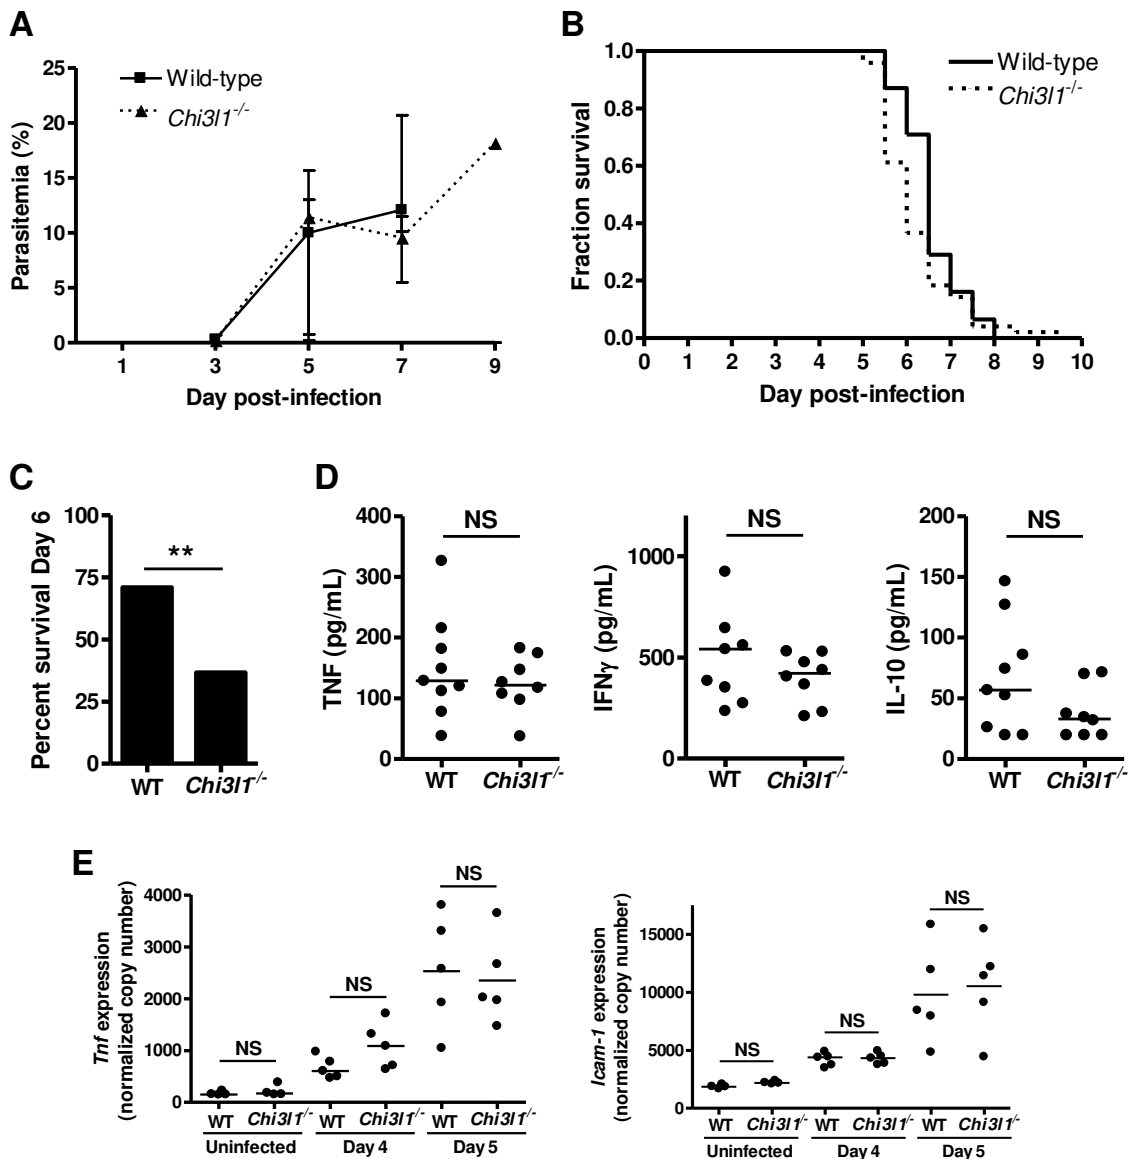 A
25
20
15
10
5
0
Parasitemia (%)
Wild-type
Chi3l1-/-
1 3 5 7 9
Day post-infection
B
1.0
0.8
0.6
0.4
0.2
0.0
Fraction survival
Wild-type
Chi3l1-/-
0 1 2 3 4 5 6 7 8 9 10
Day post-infection
C
100
75
50
25
0
Percent survival Day 6
**
WT Chi3l1-/-
D
400
300
200
100
0
TNF (pg/mL)
NS
WT Chi3l1-/-
1000
500
0
IFNγ (pg/mL)
NS
WT Chi3l1-/-
200
150
100
50
0
IL-10 (pg/mL)
NS
WT Chi3l1-/-
E
4000
3000
2000
1000
0
Tnf expression
(normalized copy number)
NS
NS
NS
WT Chi3l1-/- WT Chi3l1-/- WT Chi3l1-/-
Uninfected Day 4 Day 5
15000
10000
5000
0
Icam-1 expression
(normalized copy number)
NS
NS
NS
WT Chi3l1-/- WT Chi3l1-/- WT Chi3l1-/-
Uninfected Day 4 Day 5